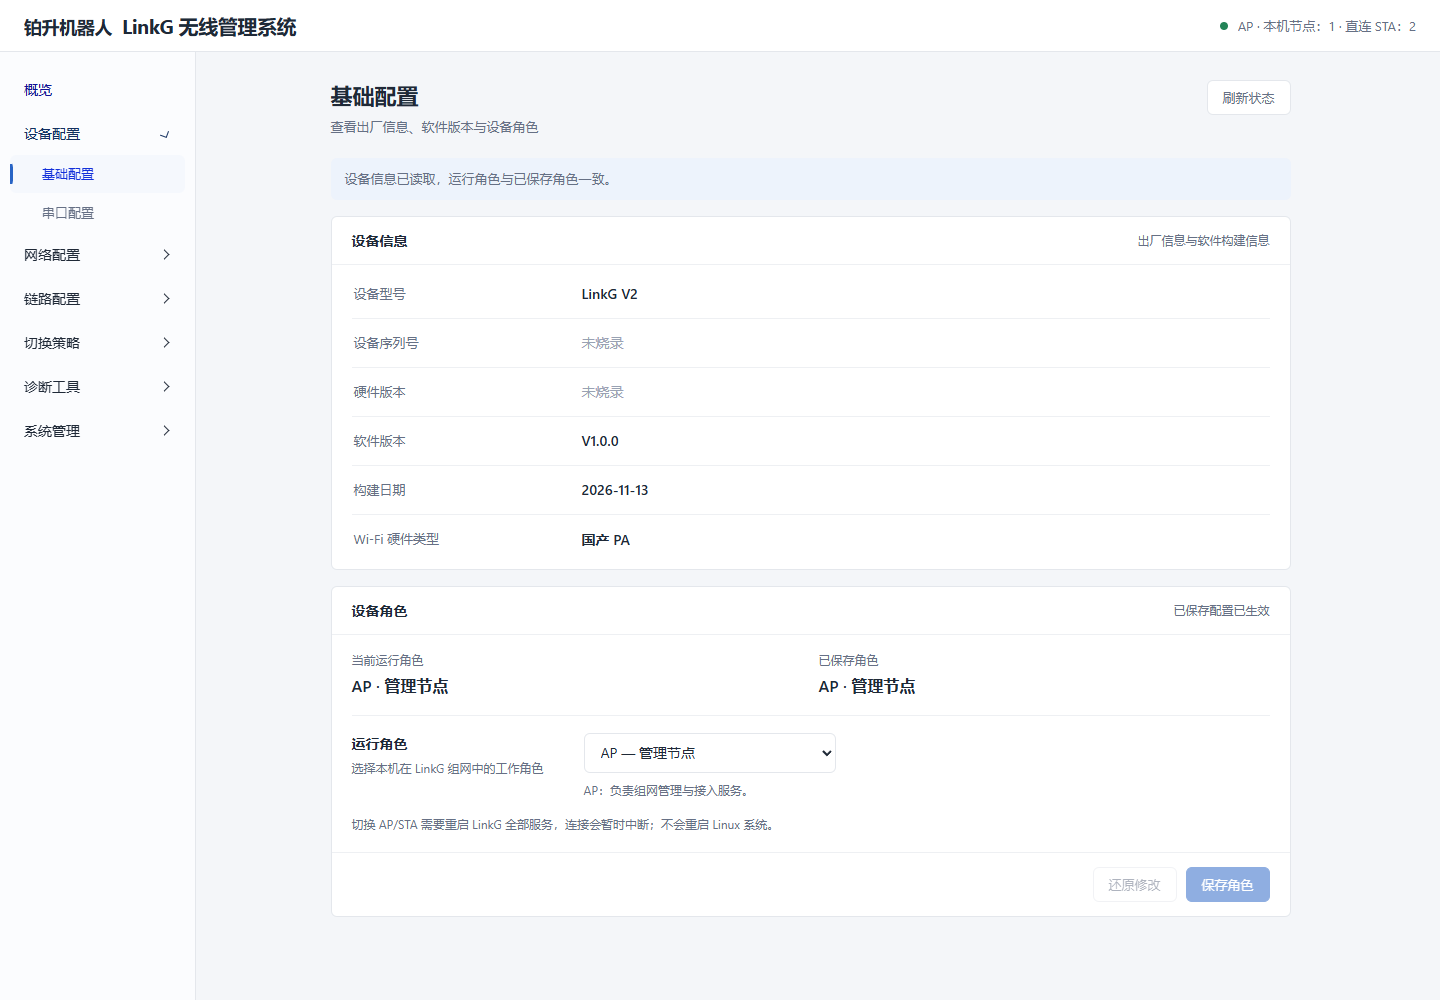 铂升机器人 LinkG 无线管理系统
AP · 本机节点：1 · 直连 STA：2
概览
设备配置
基础配置
串口配置
网络配置
链路配置
切换策略
诊断工具
系统管理
基础配置
刷新状态
查看出厂信息、软件版本与设备角色
设备信息已读取，运行角色与已保存角色一致。
设备信息
出厂信息与软件构建信息
设备型号 LinkG V2
设备序列号 未烧录
硬件版本 未烧录
软件版本 V1.0.0
构建日期 2026-11-13
Wi-Fi 硬件类型 国产 PA
设备角色
已保存配置已生效
当前运行角色
AP · 管理节点
已保存角色
AP · 管理节点
运行角色
选择本机在 LinkG 组网中的工作角色
AP — 管理节点
AP：负责组网管理与接入服务。
切换 AP/STA 需要重启 LinkG 全部服务，连接会暂时中断；不会重启 Linux 系统。
还原修改
保存角色